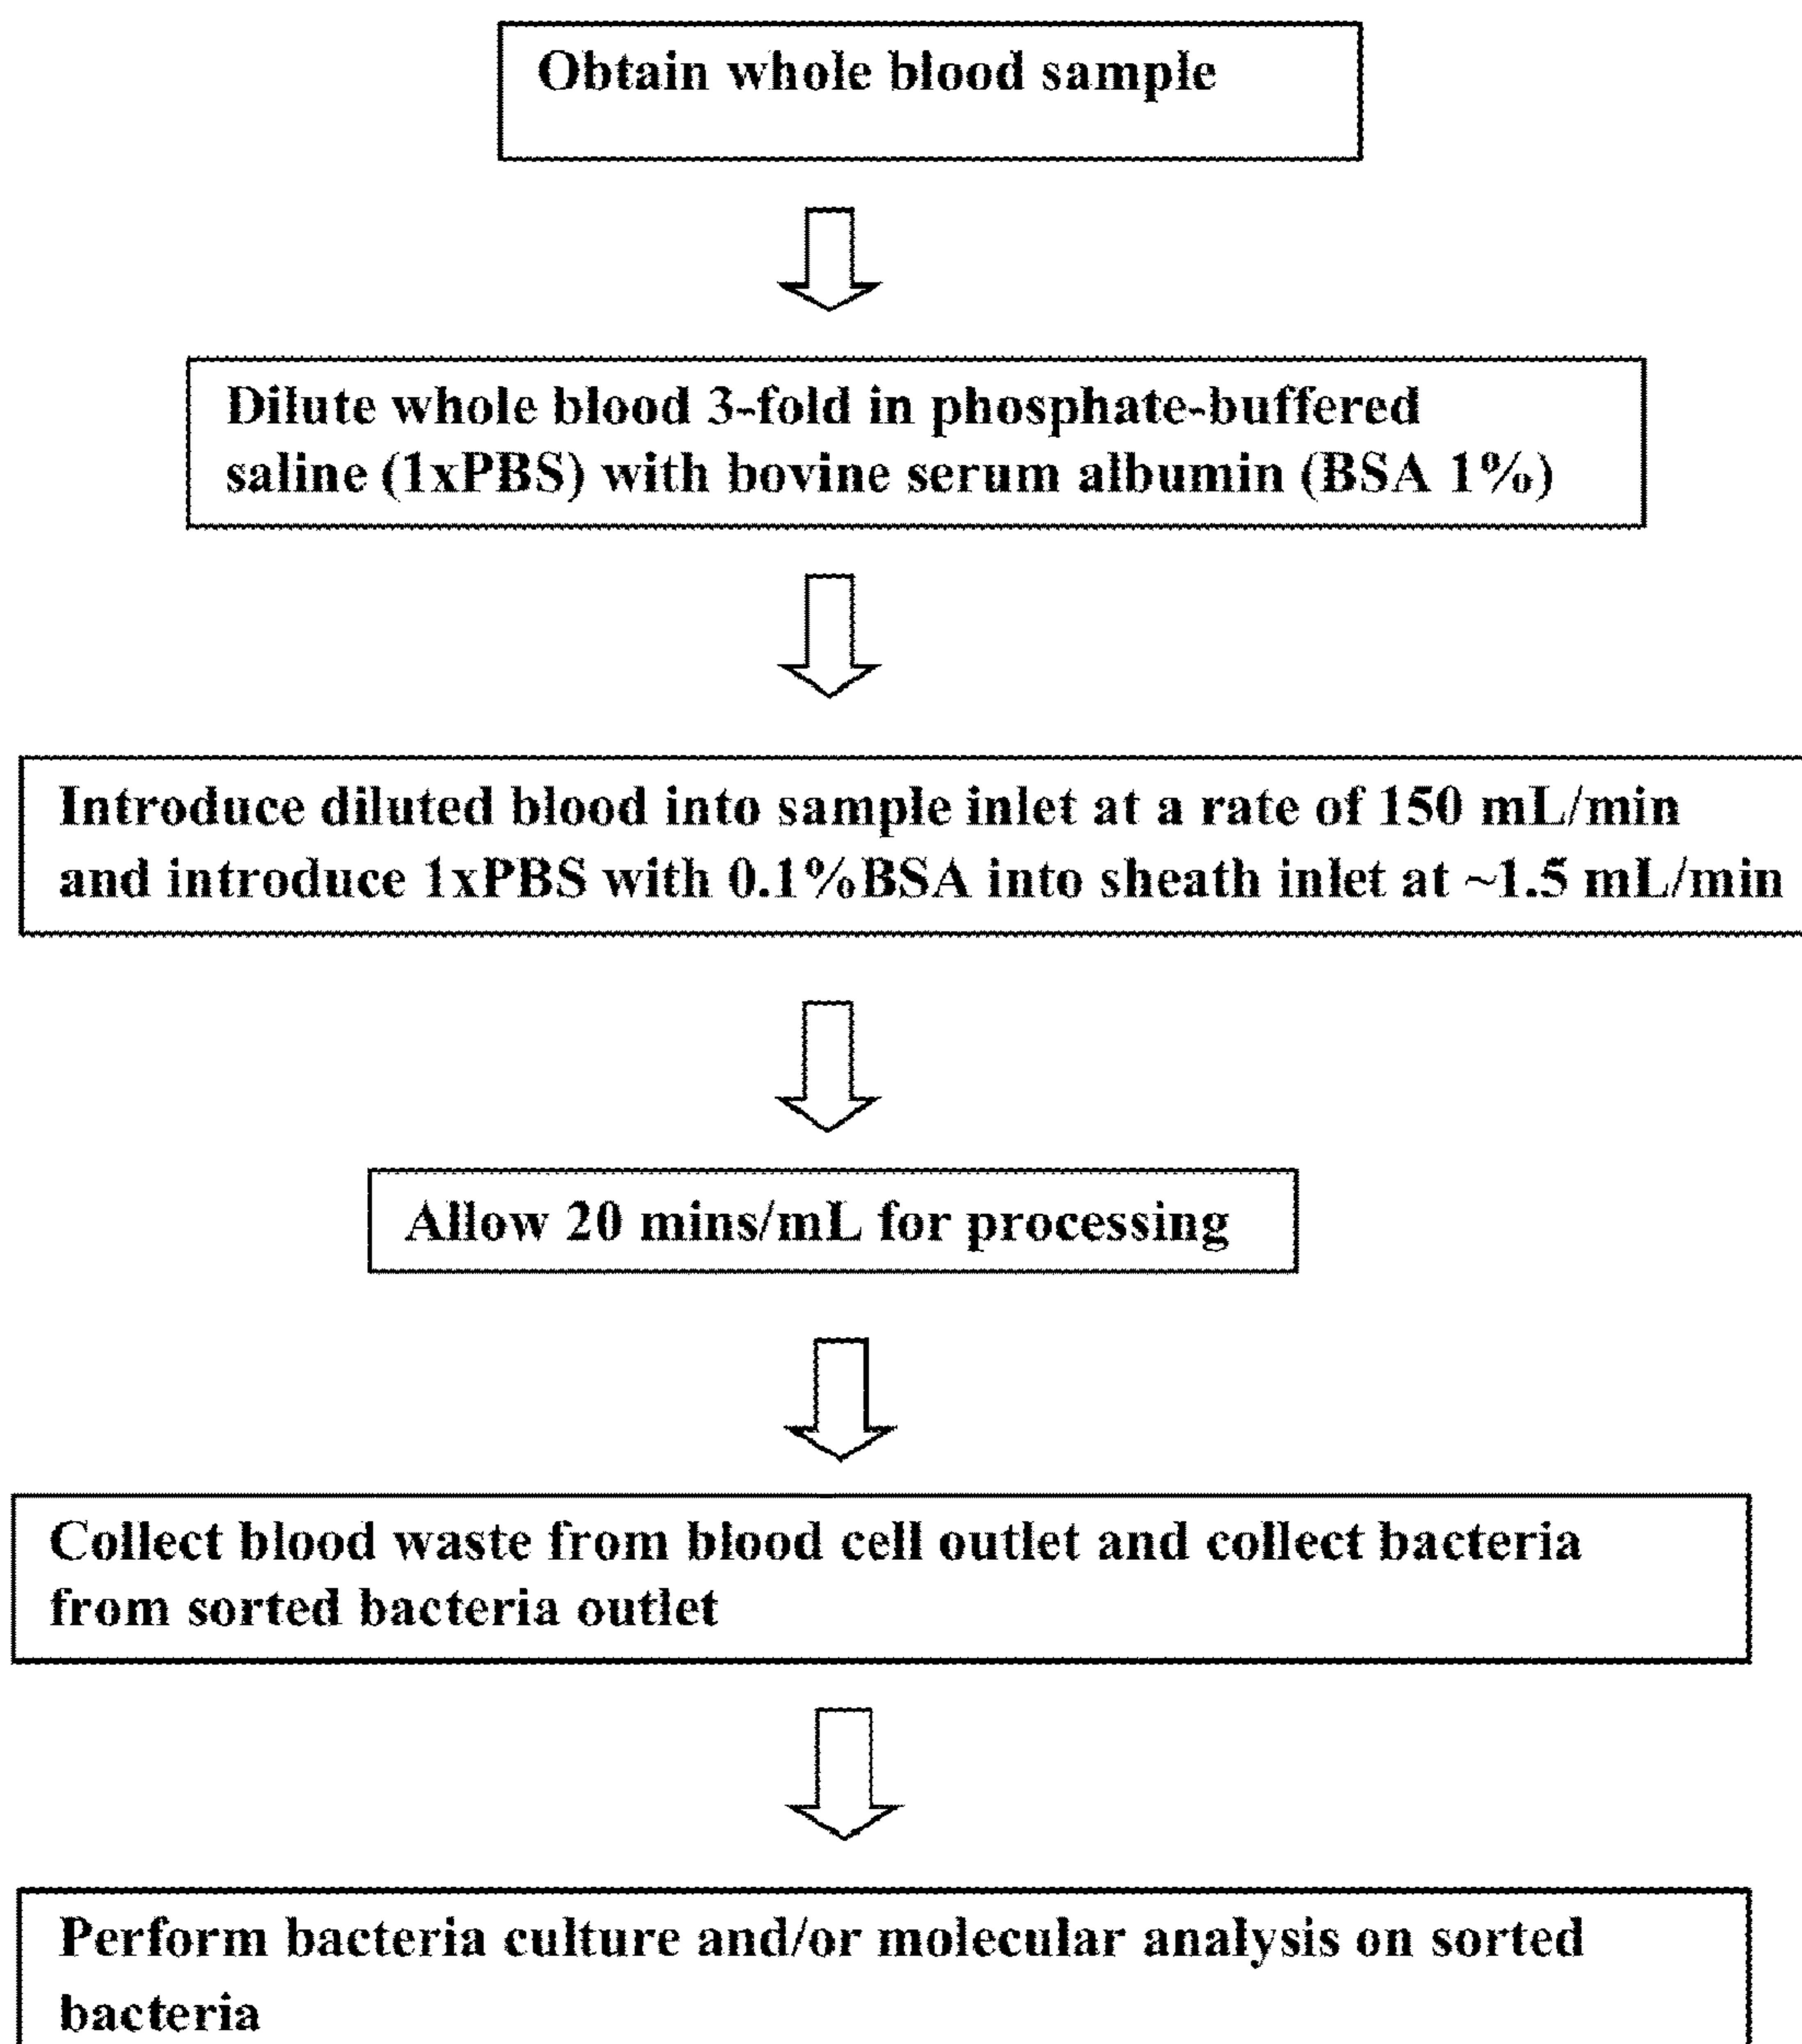 Obtain whole blood sample
Dilute whole blood 3-fold in phosphate-buffered
saline (1xPBS) with bovine serum albumin (BSA 1%)
Introduce diluted blood into sample inlet at a rate of 150 mL/min
and introduce 1xPBS with 0.1%BSA into sheath inlet at ~1.5 mL/min
Allow 20 mins/mL for processing
Collect blood waste from blood cell outlet and collect bacteria
from sorted bacteria outlet
Perform bacteria culture and/or molecular analysis on sorted
bacteria